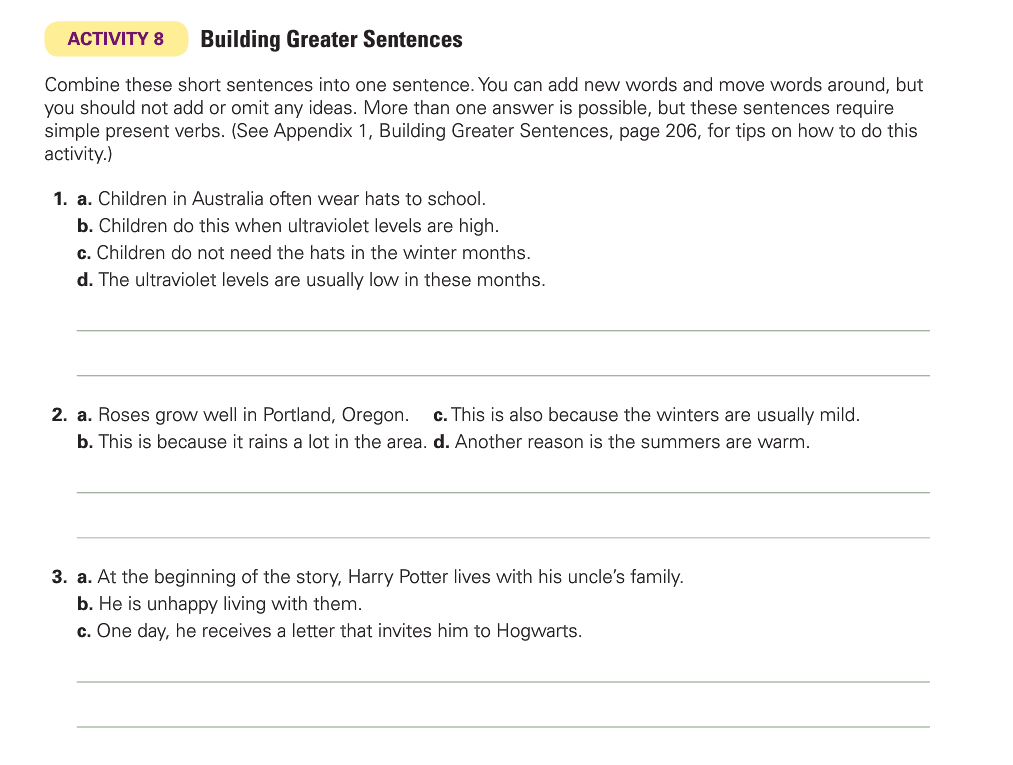 ACTIVITY 8 Building Greater Sentences
Combine these short sentences into one sentence. You can add new words and move words around, but
you should not add or omit any ideas. More than one answer is possible, but these sentences require
simple present verbs. (See Appendix 1, Building Greater Sentences, page 206, for tips on how to do this
activity.)
1. a. Children in Australia often wear hats to school.
b. Children do this when ultraviolet levels are high.
c. Children do not need the hats in the winter months.
d. The ultraviolet levels are usually low in these months.
2. a. Roses grow well in Portland, Oregon. c. This is also because the winters are usually mild.
b. This is because it rains a lot in the area. d. Another reason is the summers are warm.
3. a. At the beginning of the story, Harry Potter lives with his uncle's family.
b. He is unhappy living with them.
c. One day, he receives a letter that invites him to Hogwarts.